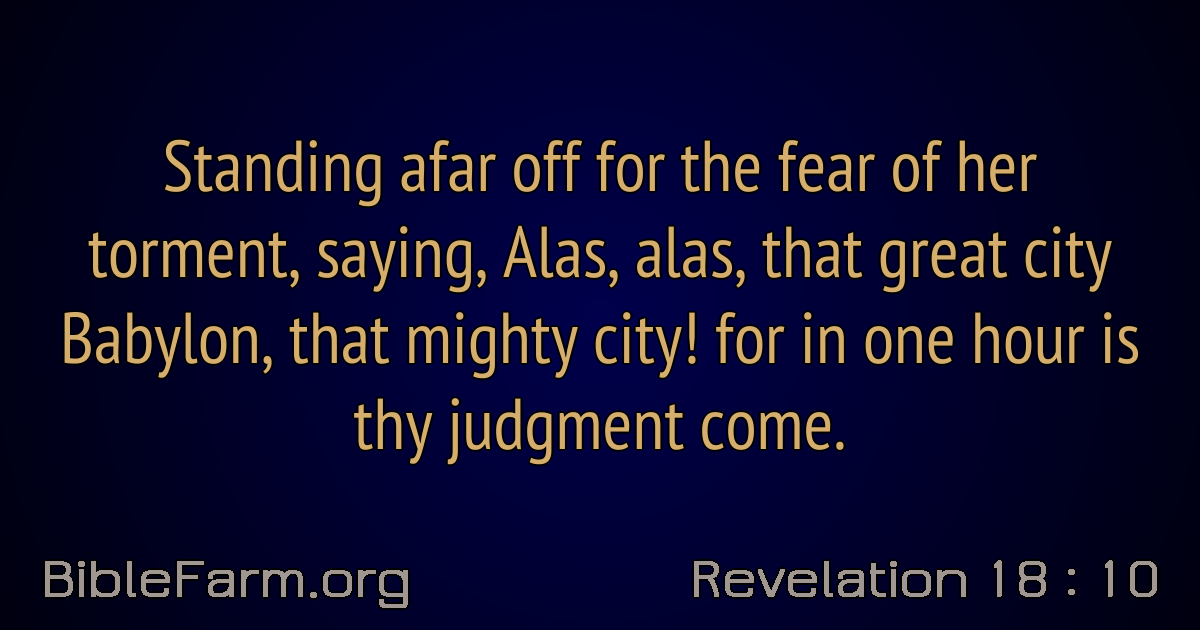 Standing afar off for the fear of her
torment, saying, Alas, alas, that great city
Babylon, that mighty city! for in one hour is
thy judgment come.
BibleFarm.org
Revelation 18 : 10